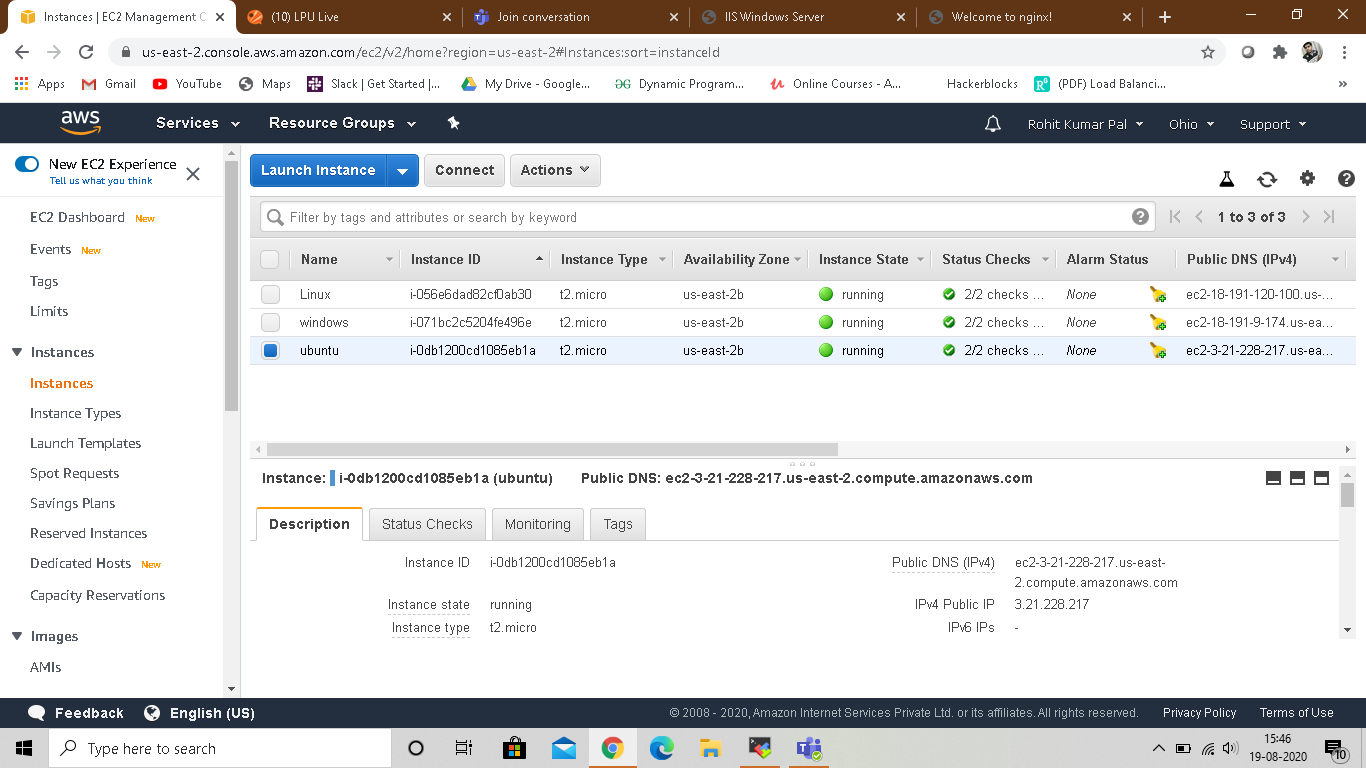 Instances | EC2 Management C
(10) LPU Live
Join conversation
IIS Windows Server
Welcome to nginx!
us-east-2.console.aws.amazon.com/ec2/v2/home?region=us-east-2#Instances:sort=instanceId
Apps
Gmail
YouTube
Maps
Slack | Get Started |...
My Drive - Google...
Dynamic Program...
Online Courses - A...
Hackerblocks
(PDF) Load Balanci...
aws
Services
Resource Groups
Rohit Kumar Pal
Ohio
Support
New EC2 Experience
Tell us what you think
EC2 Dashboard New
Events New
Tags
Limits
Instances
Instances
Instance Types
Launch Templates
Spot Requests
Savings Plans
Reserved Instances
Dedicated Hosts New
Capacity Reservations
Images
AMIs
Launch Instance
Connect
Actions
Filter by tags and attributes or search by keyword
1 to 3 of 3
Name Instance ID Instance Type Availability Zone Instance State Status Checks Alarm Status Public DNS (IPv4)
Linux i-056e6dad82cf0ab30 t2.micro us-east-2b running 2/2 checks ... None ec2-18-191-120-100.us-...
windows i-071bc2c5204fe496e t2.micro us-east-2b running 2/2 checks ... None ec2-18-191-9-174.us-ea...
ubuntu i-0db1200cd1085eb1a t2.micro us-east-2b running 2/2 checks ... None ec2-3-21-228-217.us-ea...
Instance: i-0db1200cd1085eb1a (ubuntu) Public DNS: ec2-3-21-228-217.us-east-2.compute.amazonaws.com
Description
Status Checks
Monitoring
Tags
Instance ID i-0db1200cd1085eb1a
Instance state running
Instance type t2.micro
Public DNS (IPv4) ec2-3-21-228-217.us-east-
2.compute.amazonaws.com
IPv4 Public IP 3.21.228.217
IPv6 IPs -
Feedback
English (US)
© 2008 - 2020, Amazon Internet Services Private Ltd. or its affiliates. All rights reserved.
Privacy Policy
Terms of Use
Type here to search
15:46
19-08-2020
10